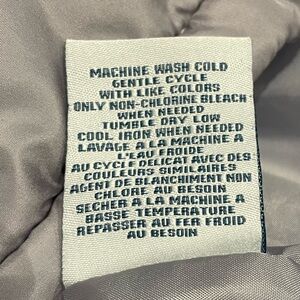 MACHINE WASH COLD
GENTLE CYCLE
WITH LIKE COLORS
ONLY NON-CHLORINE BLEACH
WHEN NEEDED
TUMBLE DRY LOW
COOL IRON WHEN NEEDED
LAVAGE A LA MACHINE A
L'EAU FROIDE
AU CYCLE DELICAT AVEC DES
COULEURS SIMILAIRES
AGENT DE BLANCHIMENT NON
CHLORE AU BESOIN
SECHER A LA MACHINE A
BASSE TEMPERATURE
REPASSER AU FER FROID
AU BESOIN